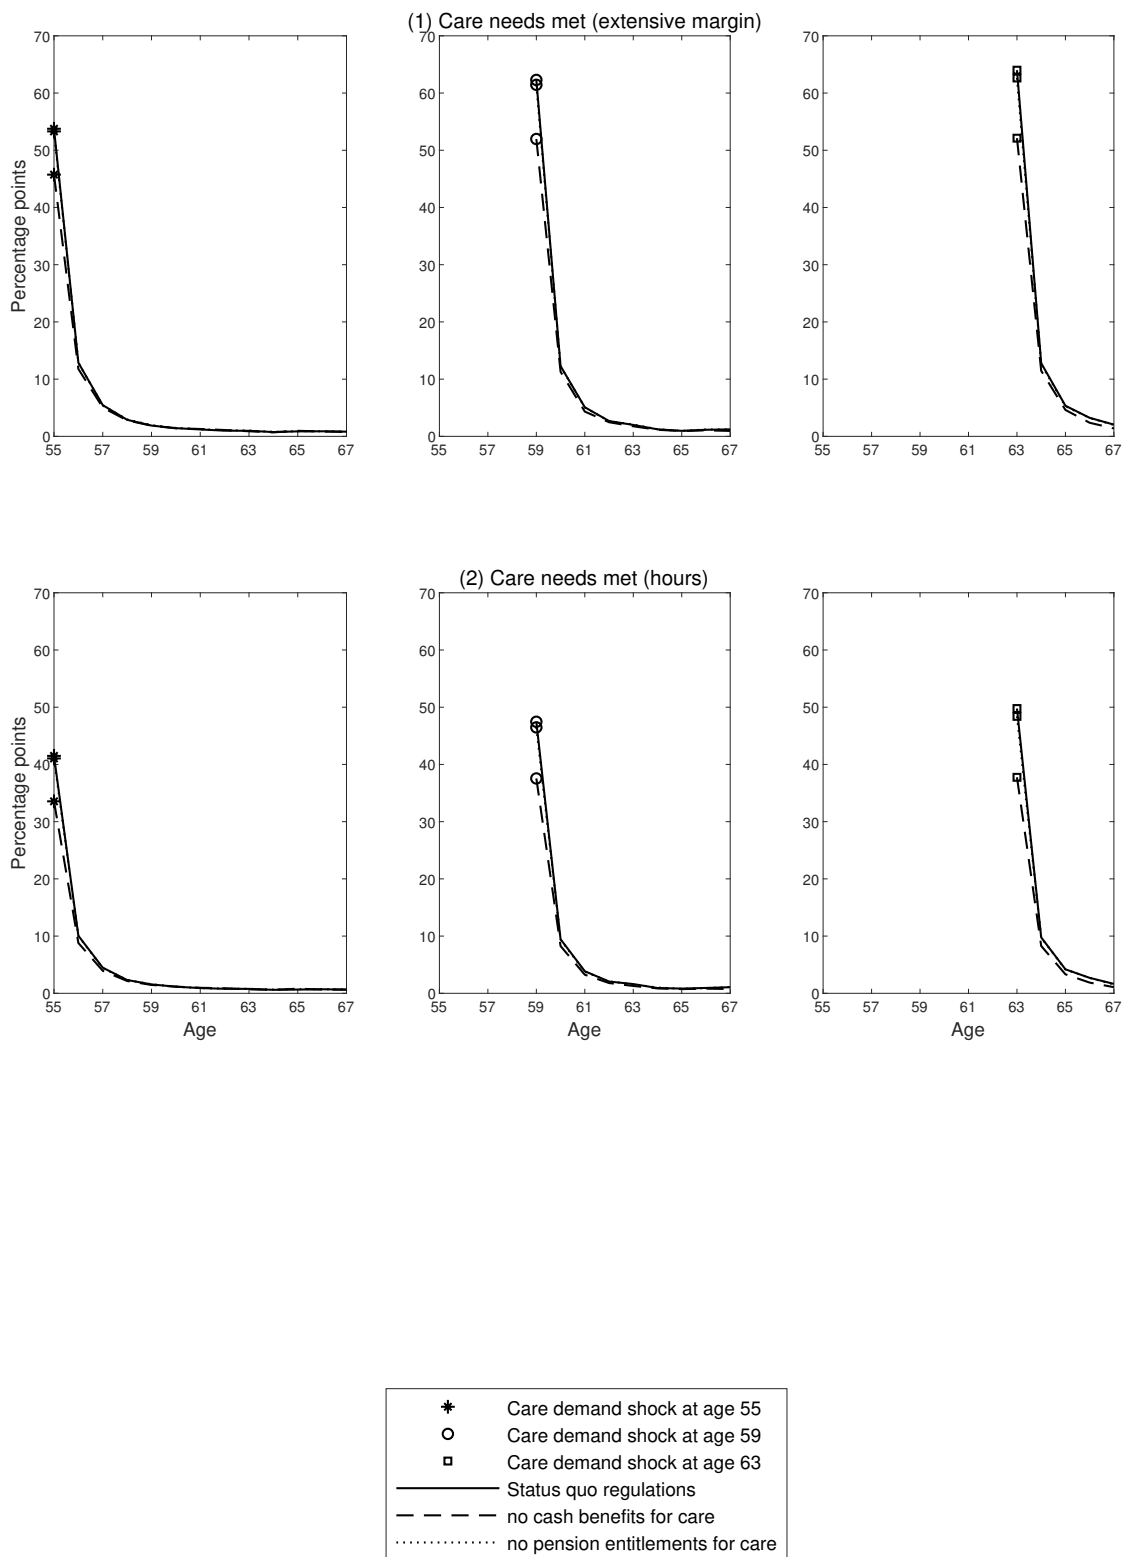 (1) Care needs met (extensive margin)
Percentage points
70
60
50
40
30
20
10
0
55 57 59 61 63 65 67
70
60
50
40
30
20
10
0
55 57 59 61 63 65 67
70
60
50
40
30
20
10
0
55 57 59 61 63 65 67
(2) Care needs met (hours)
Percentage points
70
60
50
40
30
20
10
0
55 57 59 61 63 65 67
Age
70
60
50
40
30
20
10
0
55 57 59 61 63 65 67
Age
70
60
50
40
30
20
10
0
55 57 59 61 63 65 67
Age
Care demand shock at age 55
Care demand shock at age 59
Care demand shock at age 63
Status quo regulations
no cash benefits for care
no pension entitlements for care